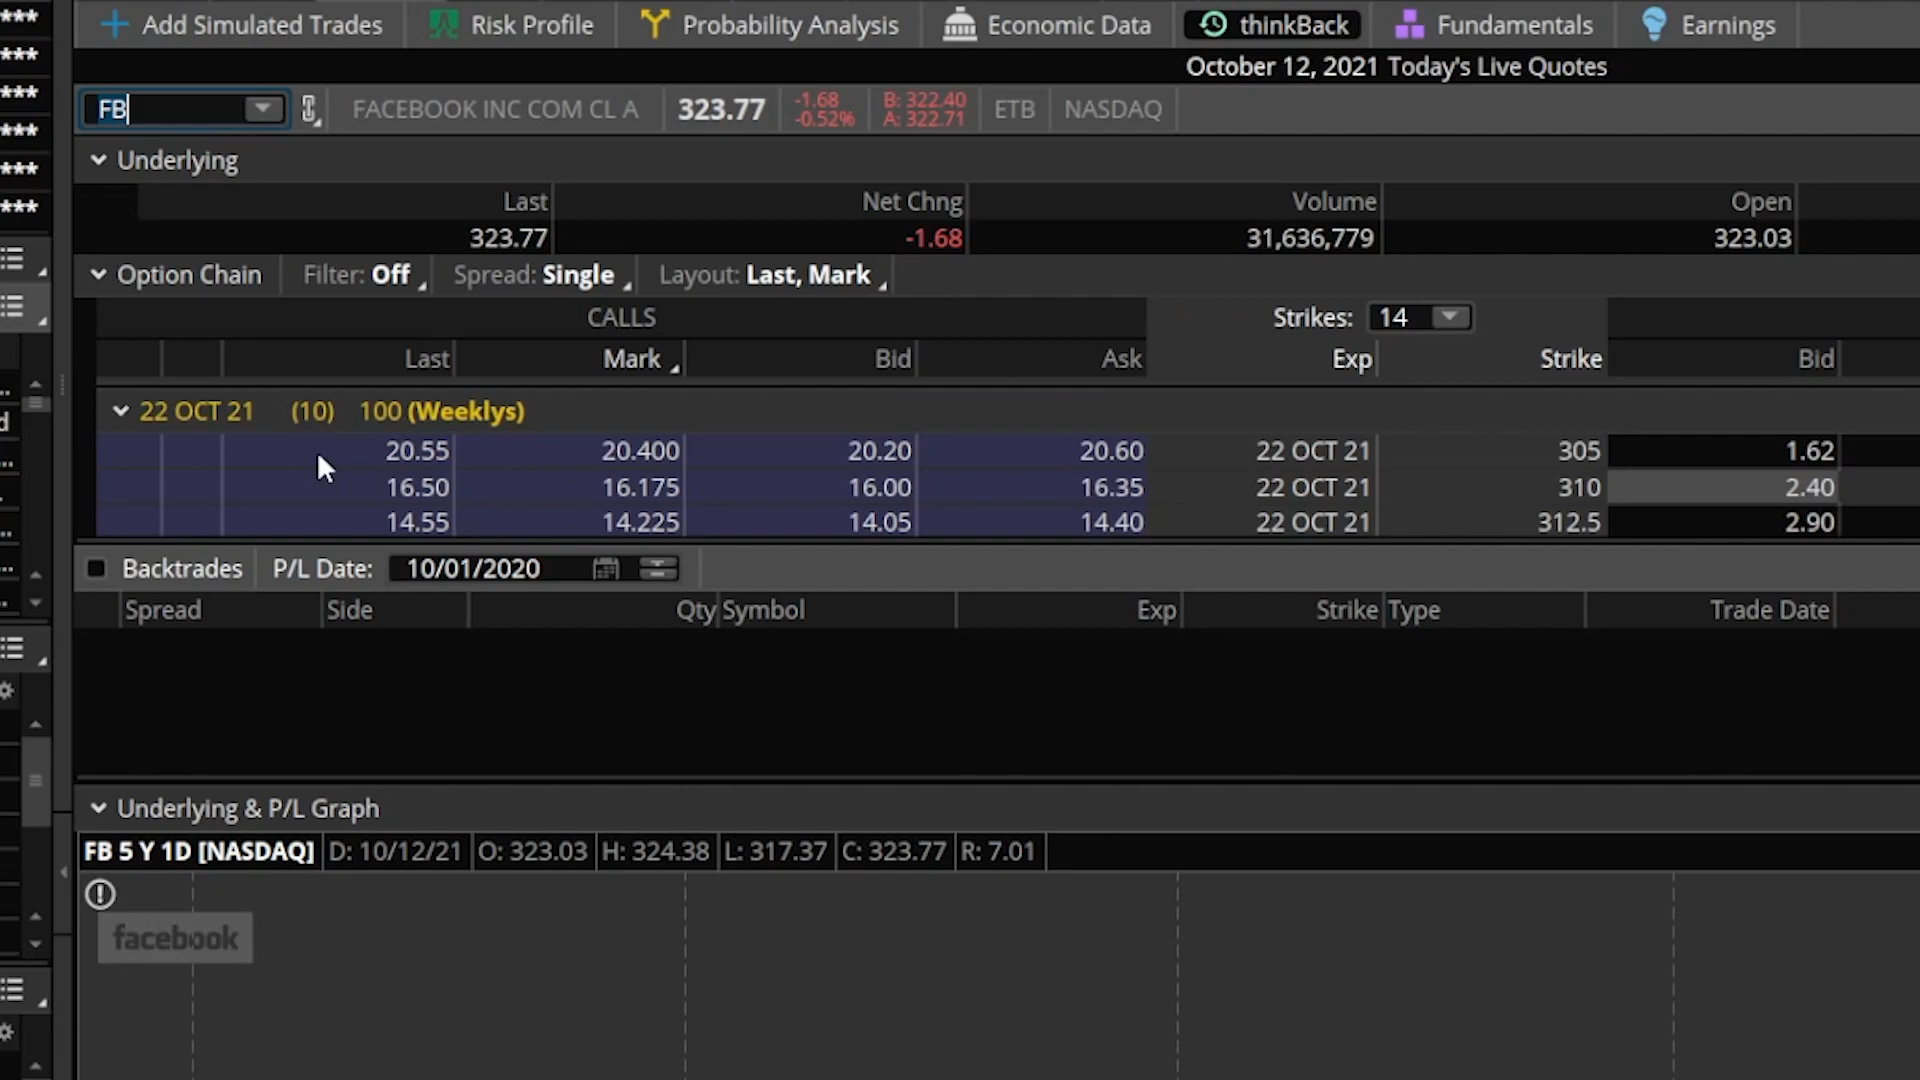 *** Add Simulated Trades Risk Profile Probability Analysis Economic Data thinkBack Fundamentals Earnings
*** October 12, 2021 Today's Live Quotes
*** FB FACEBOOK INC COM CL A 323.77 -1.68 -0.52% B: 322.40 A: 322.71 ETB NASDAQ
***
*** Underlying
*** Last Net Chng Volume Open
323.77 -1.68 31,636,779 323.03
Option Chain Filter: Off Spread: Single Layout: Last, Mark
CALLS Strikes: 14
Last Mark Bid Ask Exp Strike Bid
22 OCT 21 (10) 100 (Weeklys)
20.55 20.400 20.20 20.60 22 OCT 21 305 1.62
16.50 16.175 16.00 16.35 22 OCT 21 310 2.40
14.55 14.225 14.05 14.40 22 OCT 21 312.5 2.90
Backtrades P/L Date: 10/01/2020
Spread Side Qty Symbol Exp Strike Type Trade Date
Underlying & P/L Graph
FB 5 Y 1D [NASDAQ] D: 10/12/21 O: 323.03 H: 324.38 L: 317.37 C: 323.77 R: 7.01
facebook